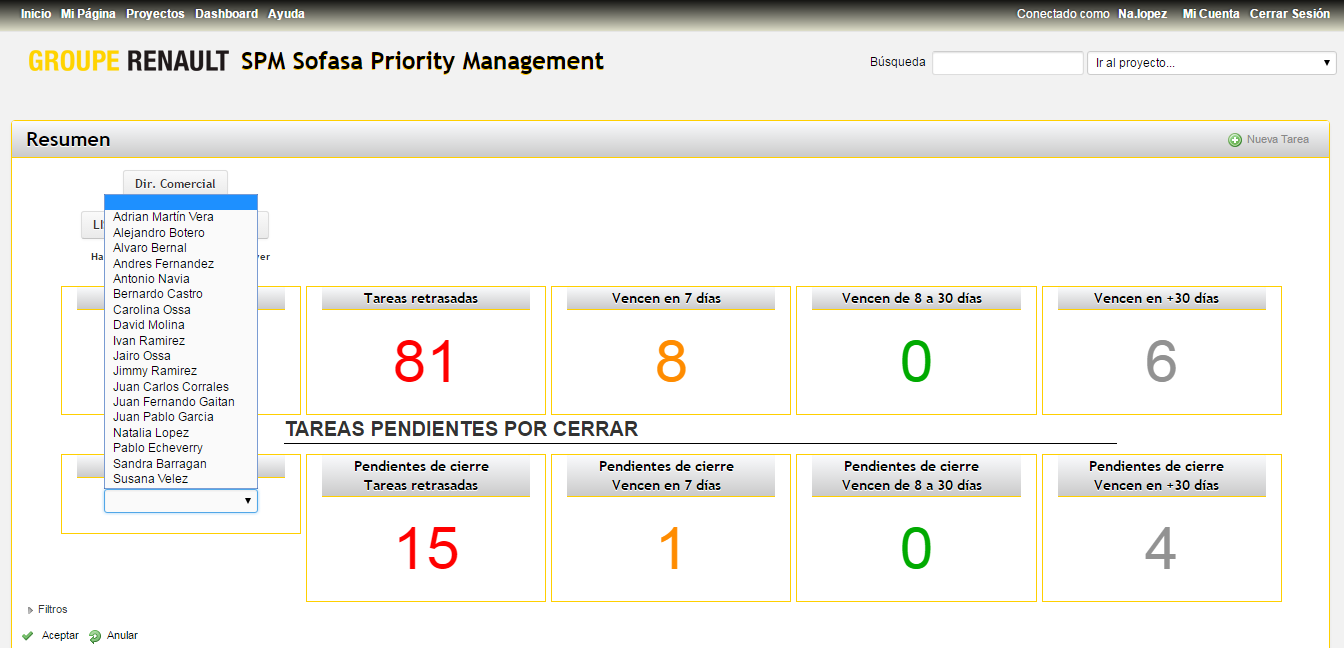 Inicio Mi Página Proyectos Dashboard Ayuda
Conectado como Na.lopez Mi Cuenta Cerrar Sesión
GROUPE RENAULT SPM Sofasa Priority Management
Búsqueda Ir al proyecto...
Resumen
Nueva Tarea
Dir. Comercial
Adrian Martín Vera
Alejandro Botero
Alvaro Bernal
Andres Fernandez
Antonio Navia
Bernardo Castro
Carolina Ossa
David Molina
Ivan Ramirez
Jairo Ossa
Jimmy Ramirez
Juan Carlos Corrales
Juan Fernando Gaitan
Juan Pablo Garcia
Natalia Lopez
Pablo Echeverry
Sandra Barragan
Susana Velez
Tareas retrasadas
81
Vencen en 7 días
8
Vencen de 8 a 30 días
0
Vencen en +30 días
6
TAREAS PENDIENTES POR CERRAR
Pendientes de cierre
Tareas retrasadas
15
Pendientes de cierre
Vencen en 7 días
1
Pendientes de cierre
Vencen de 8 a 30 días
0
Pendientes de cierre
Vencen en +30 días
4
Filtros
Aceptar Anular